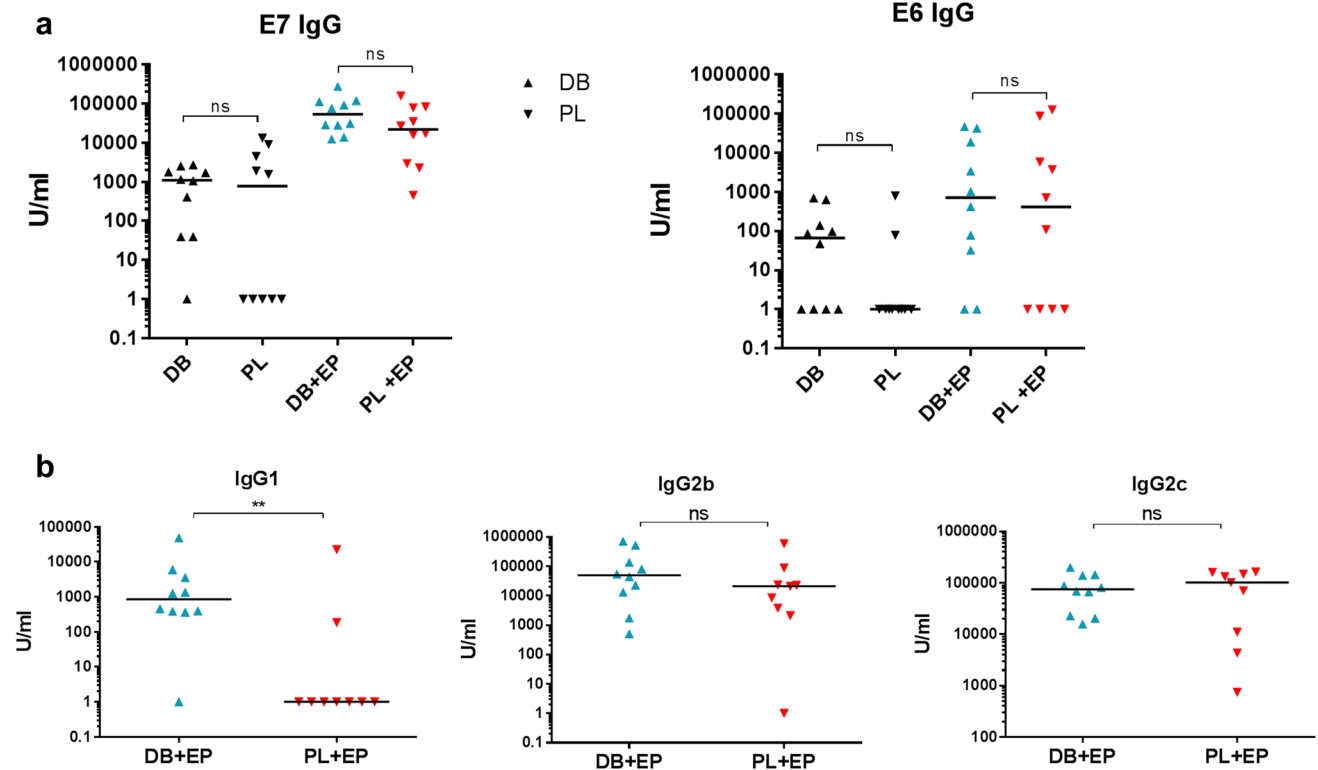 a
E7 IgG
U/ml
1000000
100000
10000
1000
100
10
1
0.1
ns
ns
DB
PL
DB+EP
PL +EP
DB
PL
E6 IgG
U/ml
1000000
100000
10000
1000
100
10
1
0.1
ns
ns
DB
PL
DB+EP
PL +EP
b
IgG1
U/ml
100000
10000
1000
100
10
1
0.1
**
DB+EP
PL+EP
IgG2b
U/ml
1000000
100000
10000
1000
100
10
1
0.1
ns
DB+EP
PL+EP
IgG2c
U/ml
1000000
100000
10000
1000
100
ns
DB+EP
PL+EP